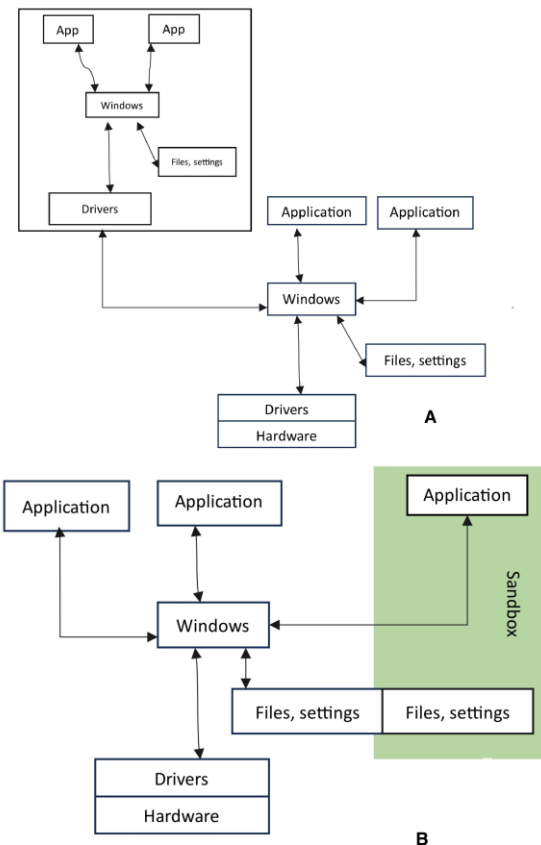 App
App
Windows
Files, settings
Drivers
Application
Application
Windows
Files, settings
Drivers
Hardware
A
Application
Application
Application
Sandbox
Windows
Files, settings
Files, settings
Drivers
Hardware
B